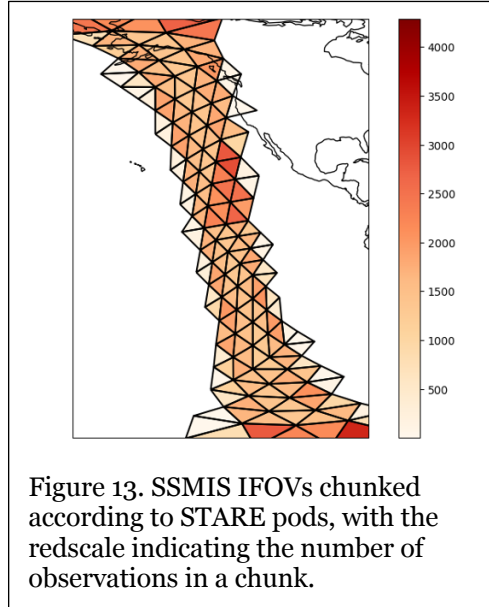 4000
3500
3000
2500
2000
1500
1000
500
Figure 13. SSMIS IFOVs chunked
according to STARE pods, with the
redscale indicating the number of
observations in a chunk.